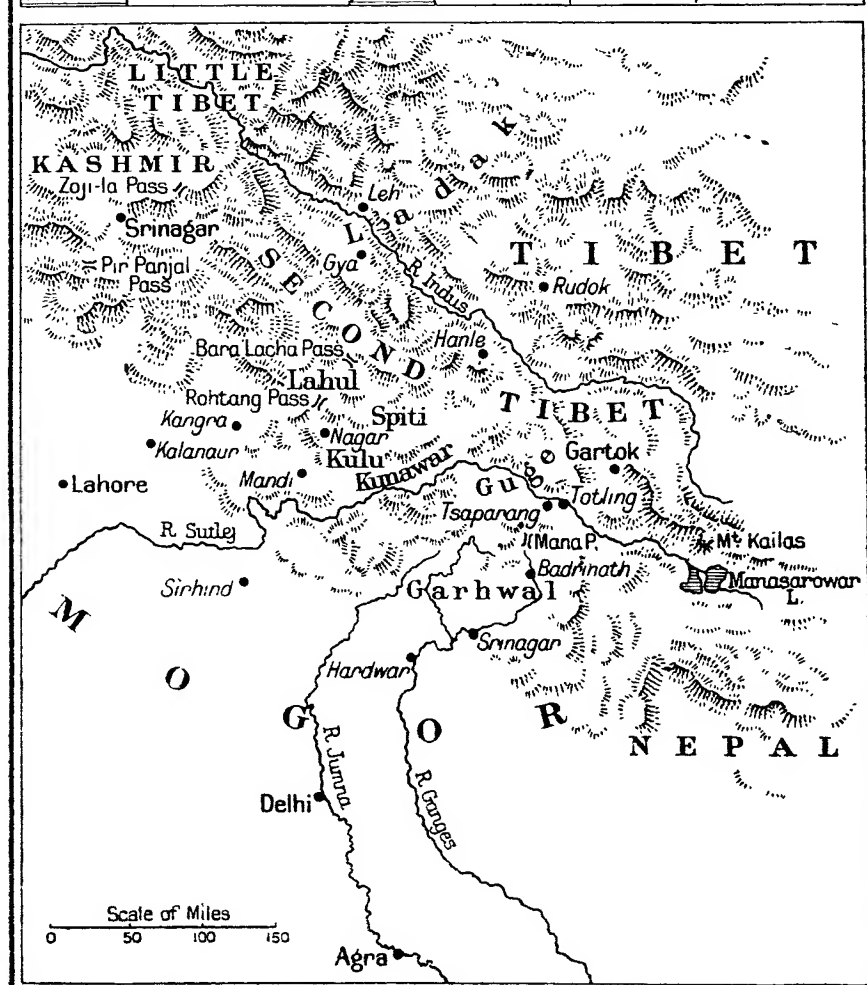 LITTLE
TIBET
KASHMIR
Zoji-la Pass
Srinagar
Pir Panjal
Pass
Leh
Ladak
Gya
R. Indus
TIBET
Rudok
SECOND
TIBET
Hanle
Bara Lacha Pass
Lahul
Rohtang Pass
Spiti
Kangra
Nagar
Kalanaur
Kulu
Kunawar
Mandi
Lahore
Guge
Gartok
Tsaparang
Totling
R. Sutlej
Mana P.
Mt Kailas
Sirhind
Badrinath
Manasarowar
L.
Garhwal
Srinagar
Hardwar
MOGOR
NEPAL
R. Jumna
R. Ganges
Delhi
Scale of Miles
0 50 100 150
Agra